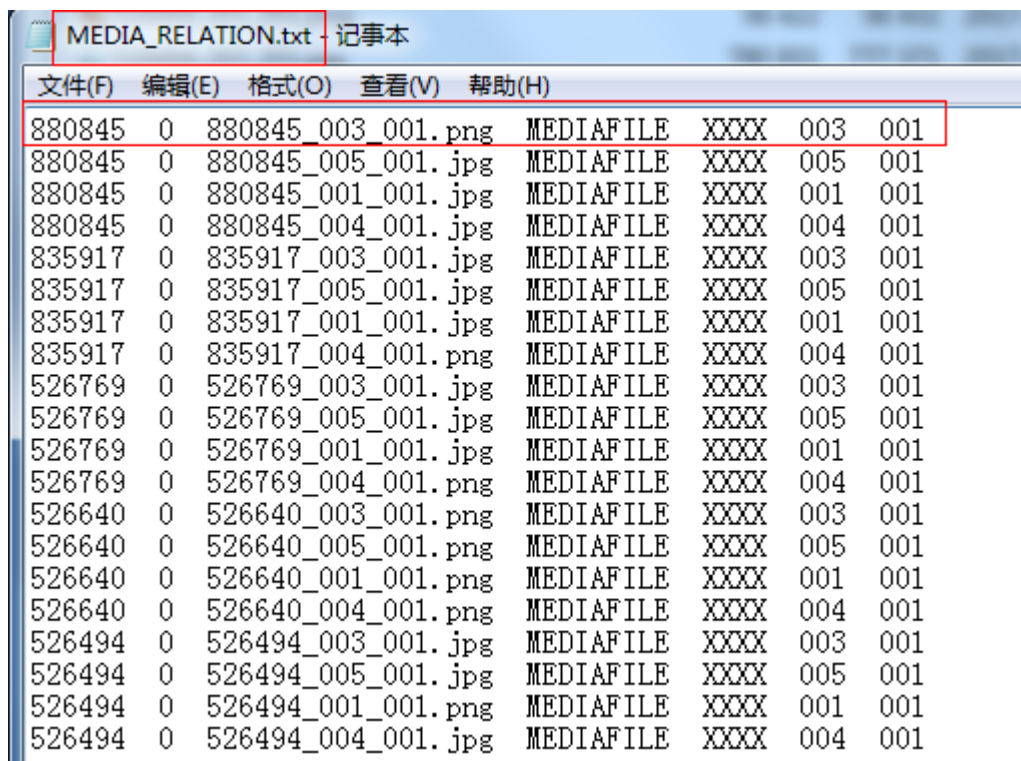 MEDIA_RELATION.txt - 记事本
文件(F) 编辑(E) 格式(O) 查看(V) 帮助(H)
880845 0 880845_003_001.png MEDIAFILE XXXX 003 001
880845 0 880845_005_001.jpg MEDIAFILE XXXX 005 001
880845 0 880845_001_001.jpg MEDIAFILE XXXX 001 001
880845 0 880845_004_001.jpg MEDIAFILE XXXX 004 001
835917 0 835917_003_001.jpg MEDIAFILE XXXX 003 001
835917 0 835917_005_001.jpg MEDIAFILE XXXX 005 001
835917 0 835917_001_001.jpg MEDIAFILE XXXX 001 001
835917 0 835917_004_001.png MEDIAFILE XXXX 004 001
526769 0 526769_003_001.jpg MEDIAFILE XXXX 003 001
526769 0 526769_005_001.jpg MEDIAFILE XXXX 005 001
526769 0 526769_001_001.jpg MEDIAFILE XXXX 001 001
526769 0 526769_004_001.png MEDIAFILE XXXX 004 001
526640 0 526640_003_001.png MEDIAFILE XXXX 003 001
526640 0 526640_005_001.png MEDIAFILE XXXX 005 001
526640 0 526640_001_001.png MEDIAFILE XXXX 001 001
526640 0 526640_004_001.png MEDIAFILE XXXX 004 001
526494 0 526494_003_001.jpg MEDIAFILE XXXX 003 001
526494 0 526494_005_001.jpg MEDIAFILE XXXX 005 001
526494 0 526494_001_001.png MEDIAFILE XXXX 001 001
526494 0 526494_004_001.jpg MEDIAFILE XXXX 004 001